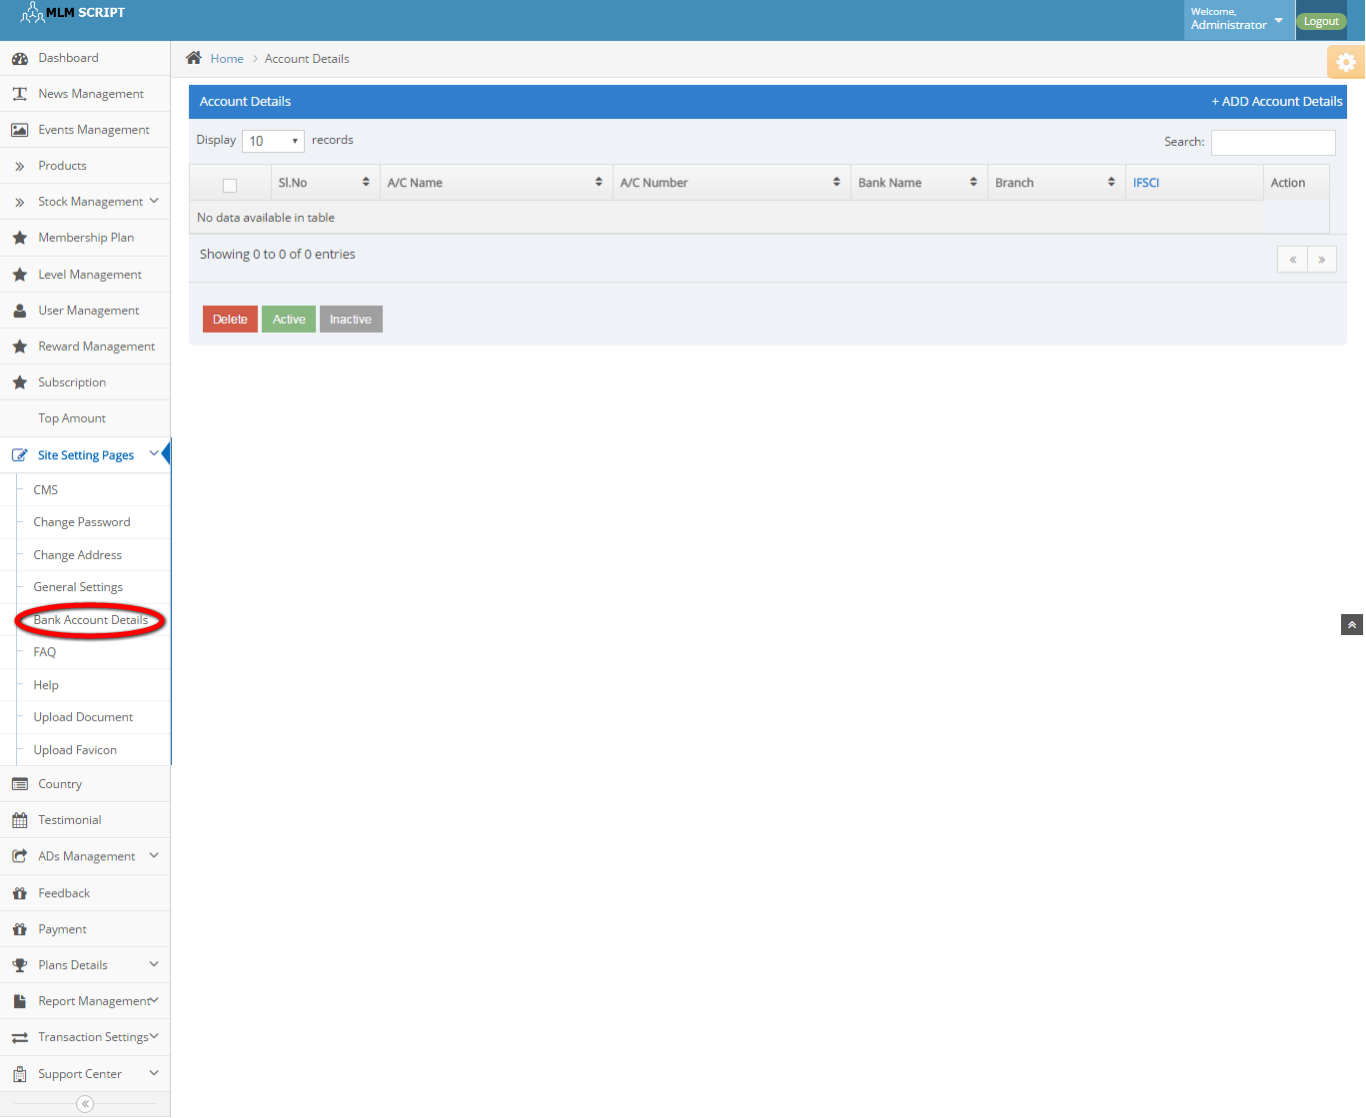 MLM SCRIPT
Welcome,
Administrator
Logout
Dashboard
News Management
Events Management
Products
Stock Management
Membership Plan
Level Management
User Management
Reward Management
Subscription
Top Amount
Site Setting Pages
CMS
Change Password
Change Address
General Settings
Bank Account Details
FAQ
Help
Upload Document
Upload Favicon
Country
Testimonial
ADs Management
Feedback
Payment
Plans Details
Report Management
Transaction Settings
Support Center
Home > Account Details
Account Details + ADD Account Details
Display 10 records Search:
Sl.No A/C Name A/C Number Bank Name Branch IFSCI Action
No data available in table
Showing 0 to 0 of 0 entries « »
Delete Active Inactive